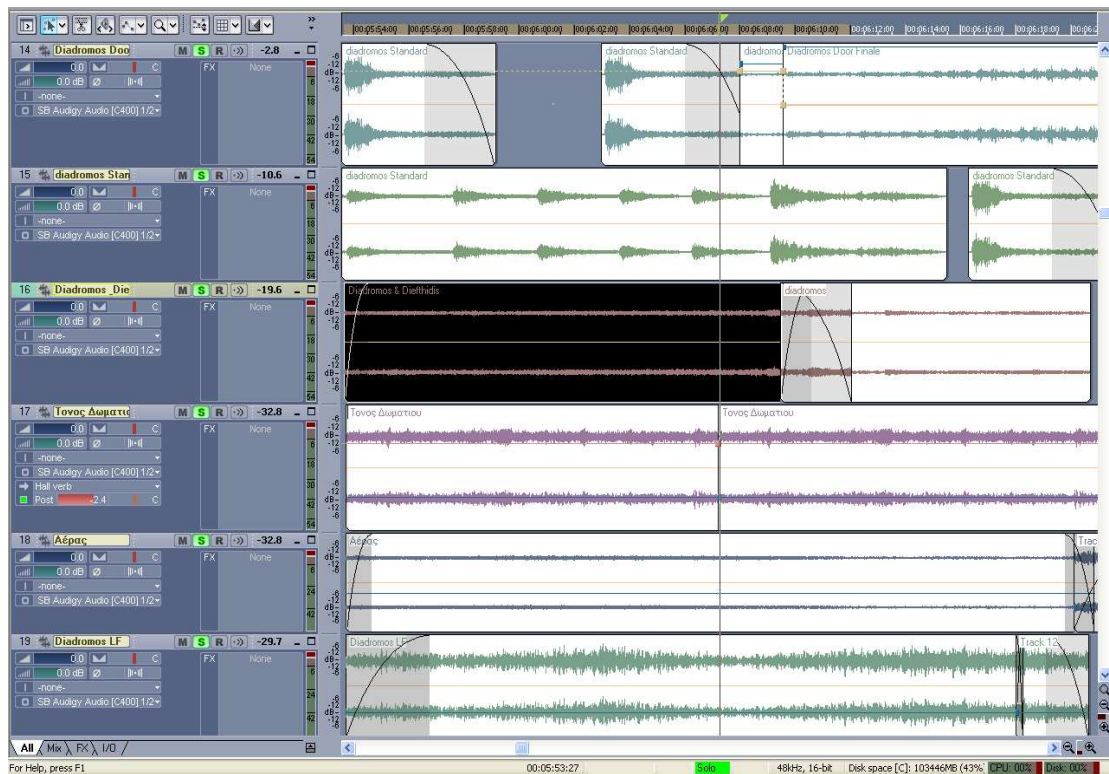 00:05:54:00 00:05:56:00 00:05:58:00 00:06:00:00 00:06:02:00 00:06:04:00 00:06:06:00 00:06:08:00 00:06:10:00 00:06:12:00 00:06:14:00 00:06:16:00 00:06:18:00
14 Diadromos Doo M S R -2.8
diadromos Standard diadromos Standard diadromo Diadromos Door Finale
0.0 C FX None
0.0 dB
-none-
SB Audigy Audio [C400] 1/2
15 diadromos Stan M S R -10.6
diadromos Standard diadromos Standard
0.0 C FX None
0.0 dB
-none-
SB Audigy Audio [C400] 1/2
16 Diadromos _Die M S R -19.6
Diadromos & Diefthidis diadromos
0.0 C FX None
0.0 dB
-none-
SB Audigy Audio [C400] 1/2
17 Τονος Δωματιο M S R -32.8
Τονος Δωματιου Τονος Δωματιου
0.0 C FX None
0.0 dB
-none-
SB Audigy Audio [C400] 1/2
Hall verb
Post -2.4 C
18 Αέρας M S R -32.8
Αέρας Trac
0.0 C FX None
0.0 dB
-none-
SB Audigy Audio [C400] 1/2
19 Diadromos LF M S R -29.7
Diadromos LF Track 12
0.0 C FX None
0.0 dB
-none-
SB Audigy Audio [C400] 1/2
All Mix FX I/O
For Help, press F1 00:05:53:27 Solo 48kHz, 16-bit Disk space [C]: 103446MB (43% CPU: 00% Disk: 00%